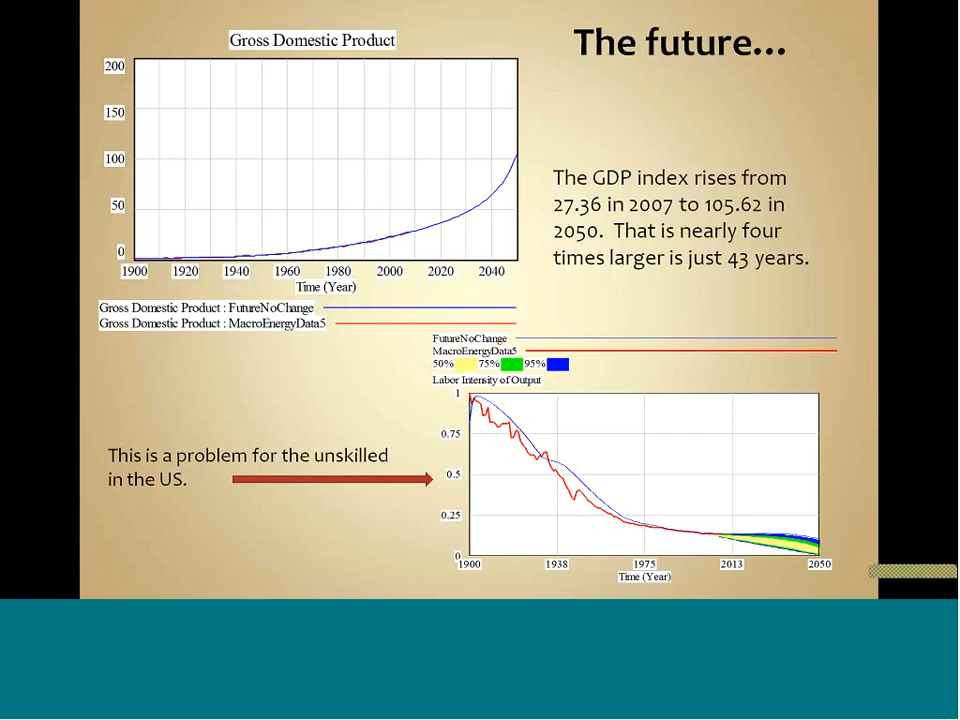 The future...
Gross Domestic Product
200
150
100
50
0
1900 1920 1940 1960 1980 2000 2020 2040
Time (Year)
Gross Domestic Product : FutureNoChange
Gross Domestic Product : MacroEnergyData5
The GDP index rises from
27.36 in 2007 to 105.62 in
2050. That is nearly four
times larger is just 43 years.
FutureNoChange
MacroEnergyData5
50% 75% 95%
Labor Intensity of Output
1
0.75
0.5
0.25
0
1900 1938 1975 2013 2050
Time (Year)
This is a problem for the unskilled
in the US.